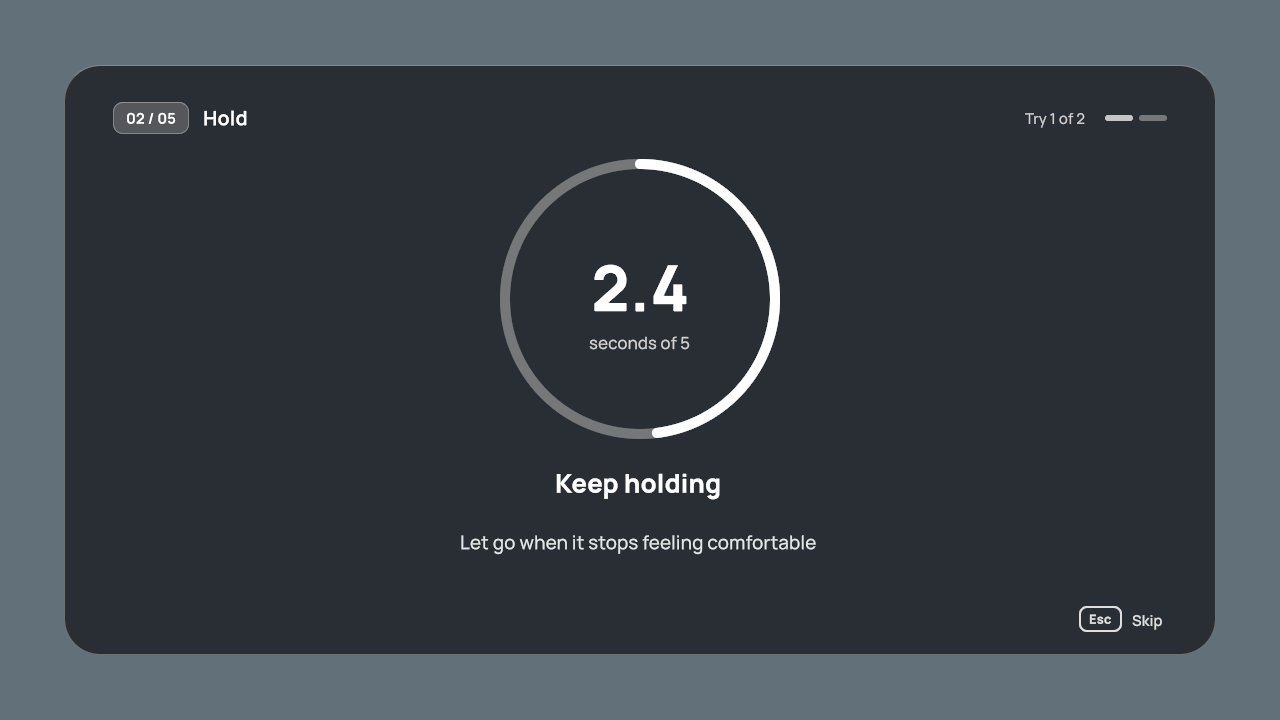 02 / 05
Hold
Try 1 of 2
2.4
seconds of 5
Keep holding
Let go when it stops feeling comfortable
Esc
Skip